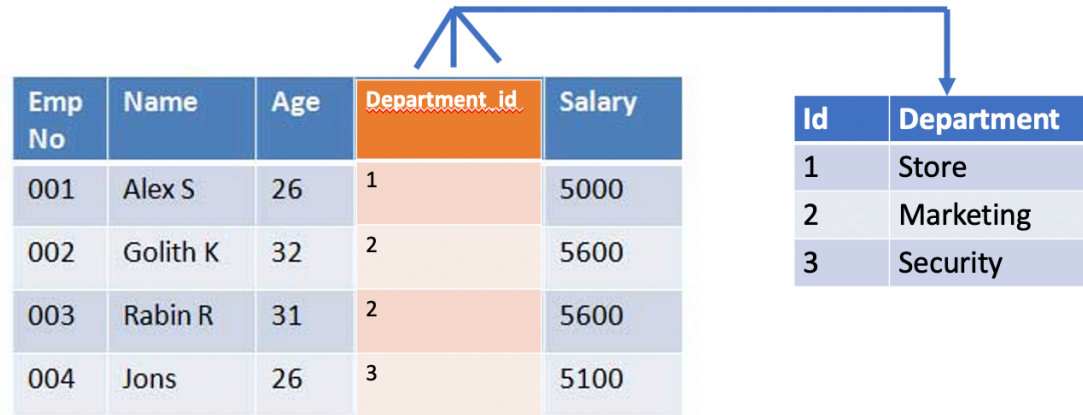 Emp No Name Age Department_id Salary
001 Alex S 26 1 5000
002 Golith K 32 2 5600
003 Rabin R 31 2 5600
004 Jons 26 3 5100
Id Department
1 Store
2 Marketing
3 Security